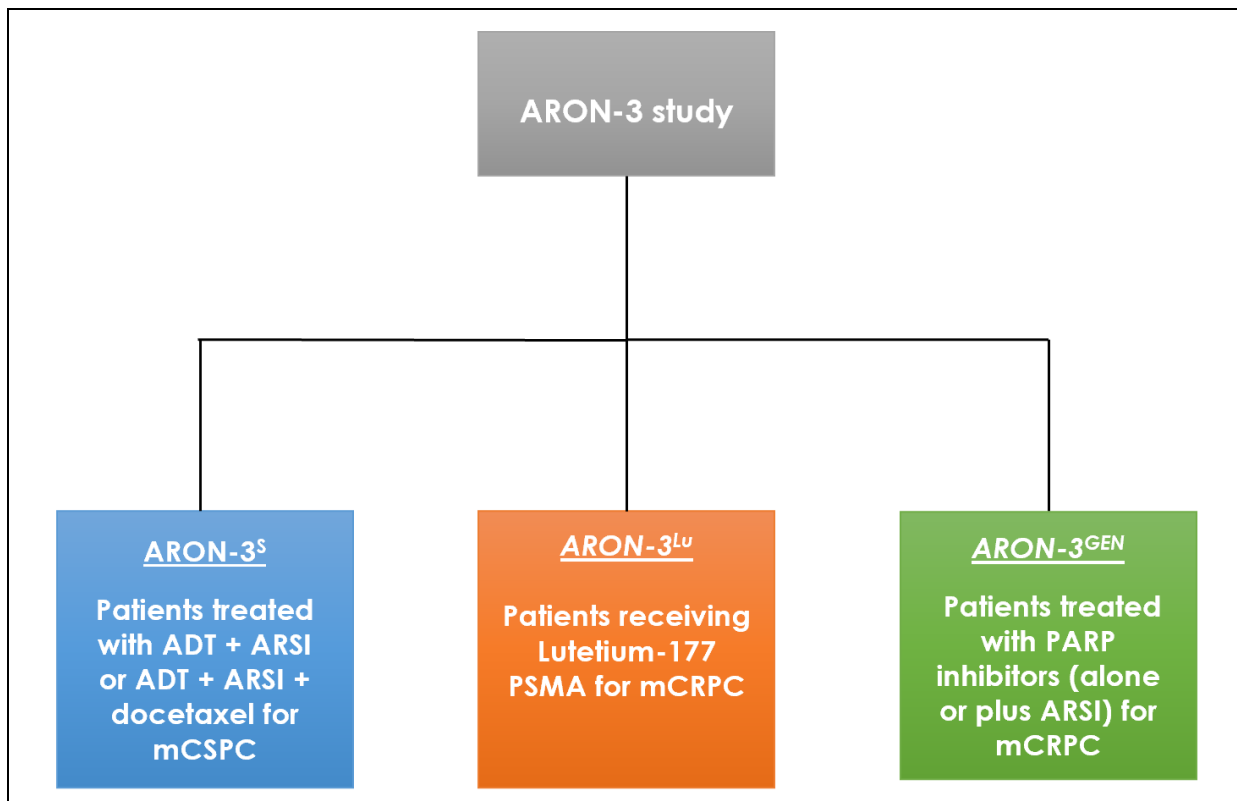 ARON-3 study
ARON-3ˢ
Patients treated
with ADT + ARSI
or ADT + ARSI +
docetaxel for
mCSPC
ARON-3ᴸᵘ
Patients receiving
Lutetium-177
PSMA for mCRPC
ARON-3ᴳᴱᴺ
Patients treated
with PARP
inhibitors (alone
or plus ARSI) for
mCRPC